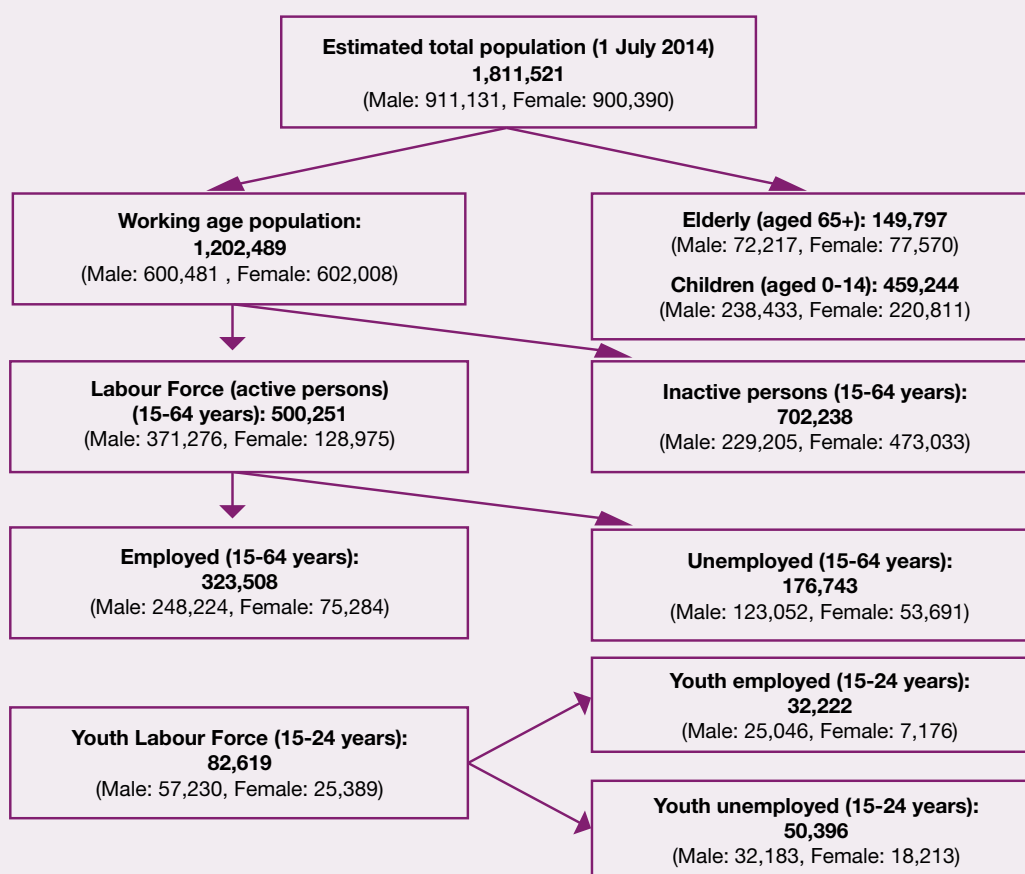 Estimated total population (1 July 2014)
1,811,521
(Male: 911,131, Female: 900,390)
Working age population:
1,202,489
(Male: 600,481 , Female: 602,008)
Elderly (aged 65+): 149,797
(Male: 72,217, Female: 77,570)
Children (aged 0-14): 459,244
(Male: 238,433, Female: 220,811)
Labour Force (active persons)
(15-64 years): 500,251
(Male: 371,276, Female: 128,975)
Inactive persons (15-64 years):
702,238
(Male: 229,205, Female: 473,033)
Employed (15-64 years):
323,508
(Male: 248,224, Female: 75,284)
Unemployed (15-64 years):
176,743
(Male: 123,052, Female: 53,691)
Youth Labour Force (15-24 years):
82,619
(Male: 57,230, Female: 25,389)
Youth employed (15-24 years):
32,222
(Male: 25,046, Female: 7,176)
Youth unemployed (15-24 years):
50,396
(Male: 32,183, Female: 18,213)